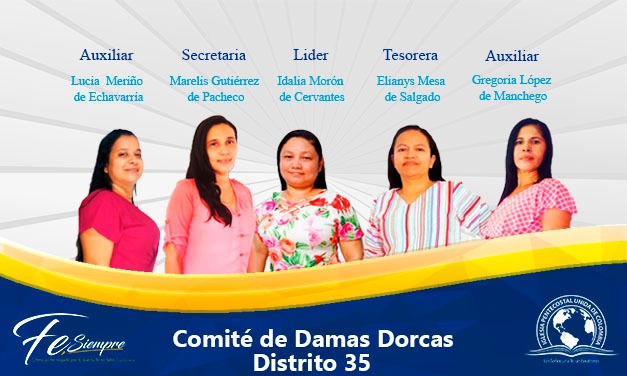 Auxiliar
Lucia Meriño
de Echavarría
Secretaria
Marelis Gutiérrez
de Pacheco
Lider
Idalia Morón
de Cervantes
Tesorera
Elianys Mesa
de Salgado
Auxiliar
Gregoria López
de Manchego
Fe,Siempre
Comité de Damas Dorcas
Distrito 35
IGLESIA PENTECOSTAL UNIDA DE COLOMBIA